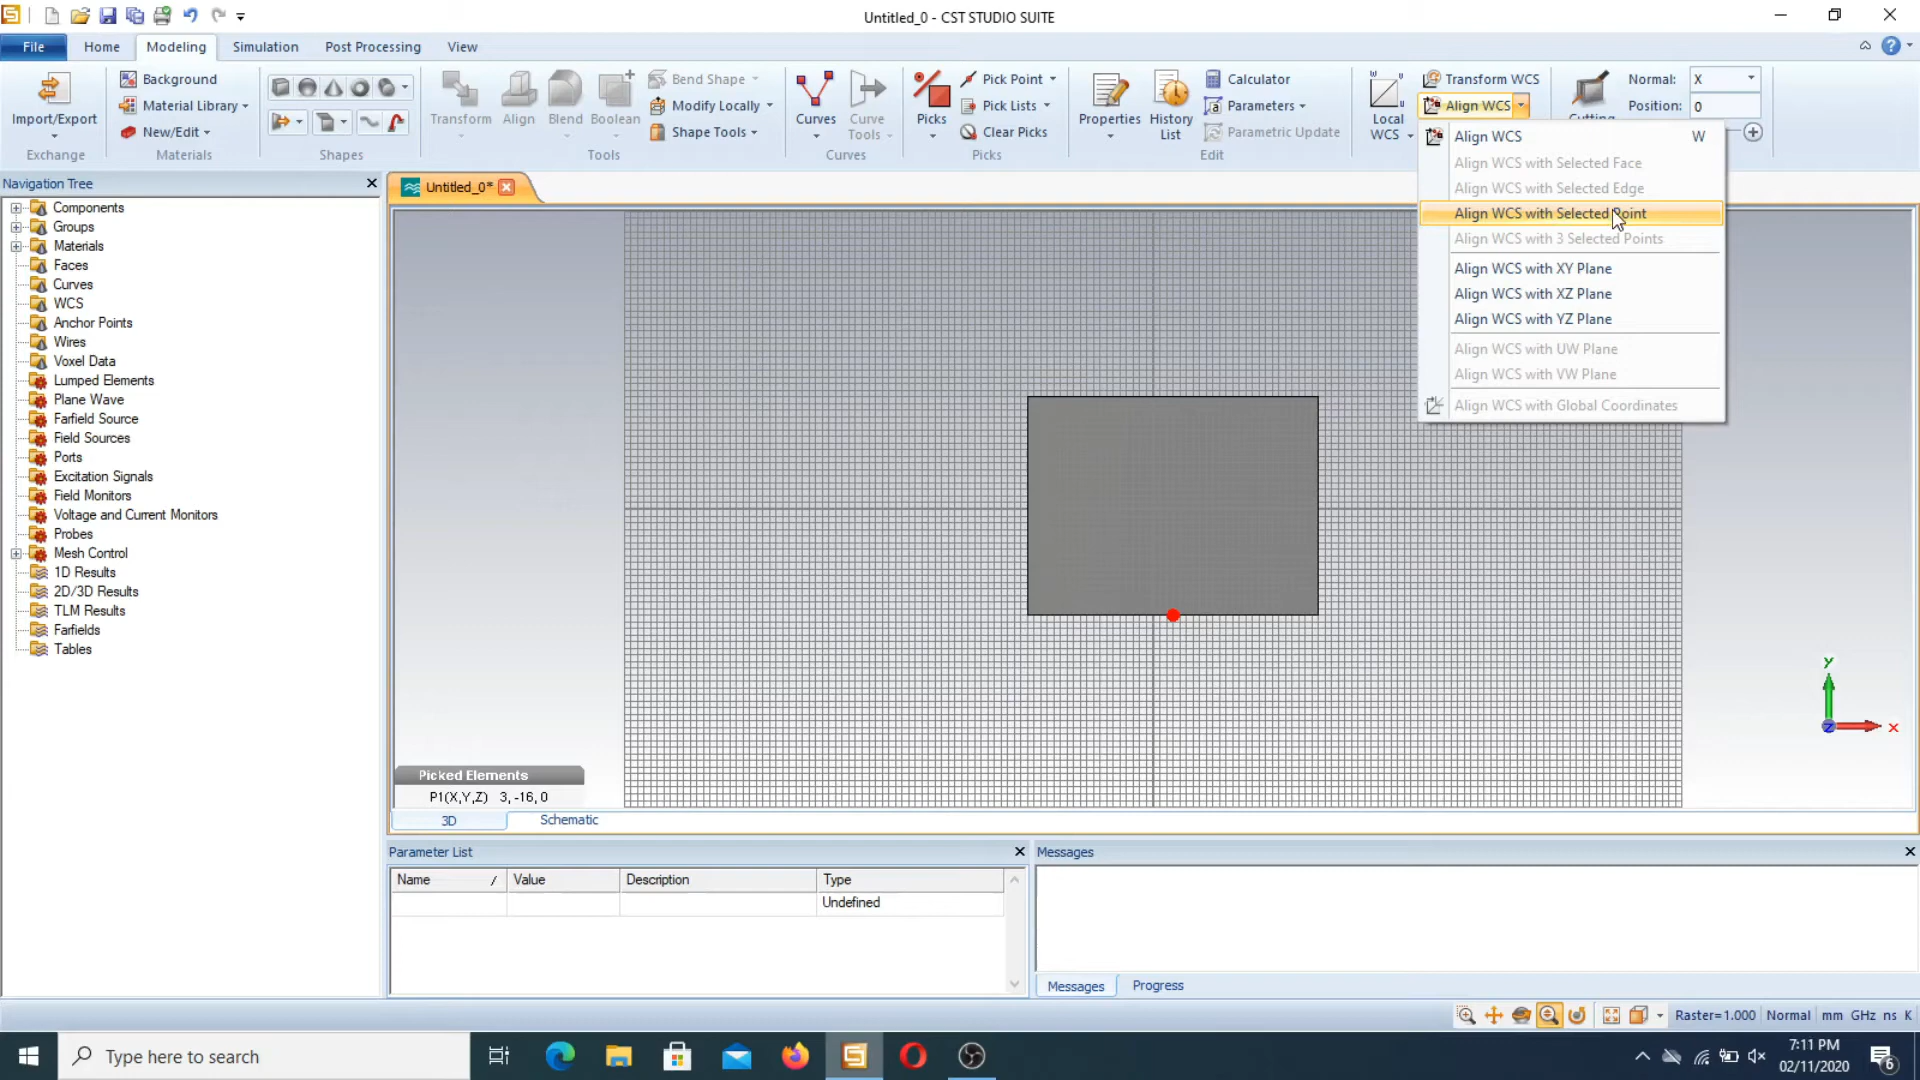 Untitled_0 - CST STUDIO SUITE
File
Home
Modeling
Simulation
Post Processing
View
Import/Export
Exchange
Background
Material Library
New/Edit
Materials
Shapes
Transform
Align
Blend
Boolean
Bend Shape
Modify Locally
Shape Tools
Tools
Curves
Curve Tools
Curves
Picks
Pick Point
Pick Lists
Clear Picks
Picks
Properties
History List
Calculator
Parameters
Parametric Update
Edit
Local WCS
Transform WCS
Align WCS
Normal: X
Position: 0
Align WCS W
Align WCS with Selected Face
Align WCS with Selected Edge
Align WCS with Selected Point
Align WCS with 3 Selected Points
Align WCS with XY Plane
Align WCS with XZ Plane
Align WCS with YZ Plane
Align WCS with UW Plane
Align WCS with VW Plane
Align WCS with Global Coordinates
Navigation Tree
Components
Groups
Materials
Faces
Curves
WCS
Anchor Points
Wires
Voxel Data
Lumped Elements
Plane Wave
Farfield Source
Field Sources
Ports
Excitation Signals
Field Monitors
Voltage and Current Monitors
Probes
Mesh Control
1D Results
2D/3D Results
TLM Results
Farfields
Tables
Untitled_0*
y
x
z
Picked Elements
P1(X,Y,Z) 3, -16, 0
3D
Schematic
Parameter List
Name / Value Description Type
Undefined
Messages
Messages
Progress
Raster=1.000 Normal mm GHz ns K
Type here to search
7:11 PM
02/11/2020
6